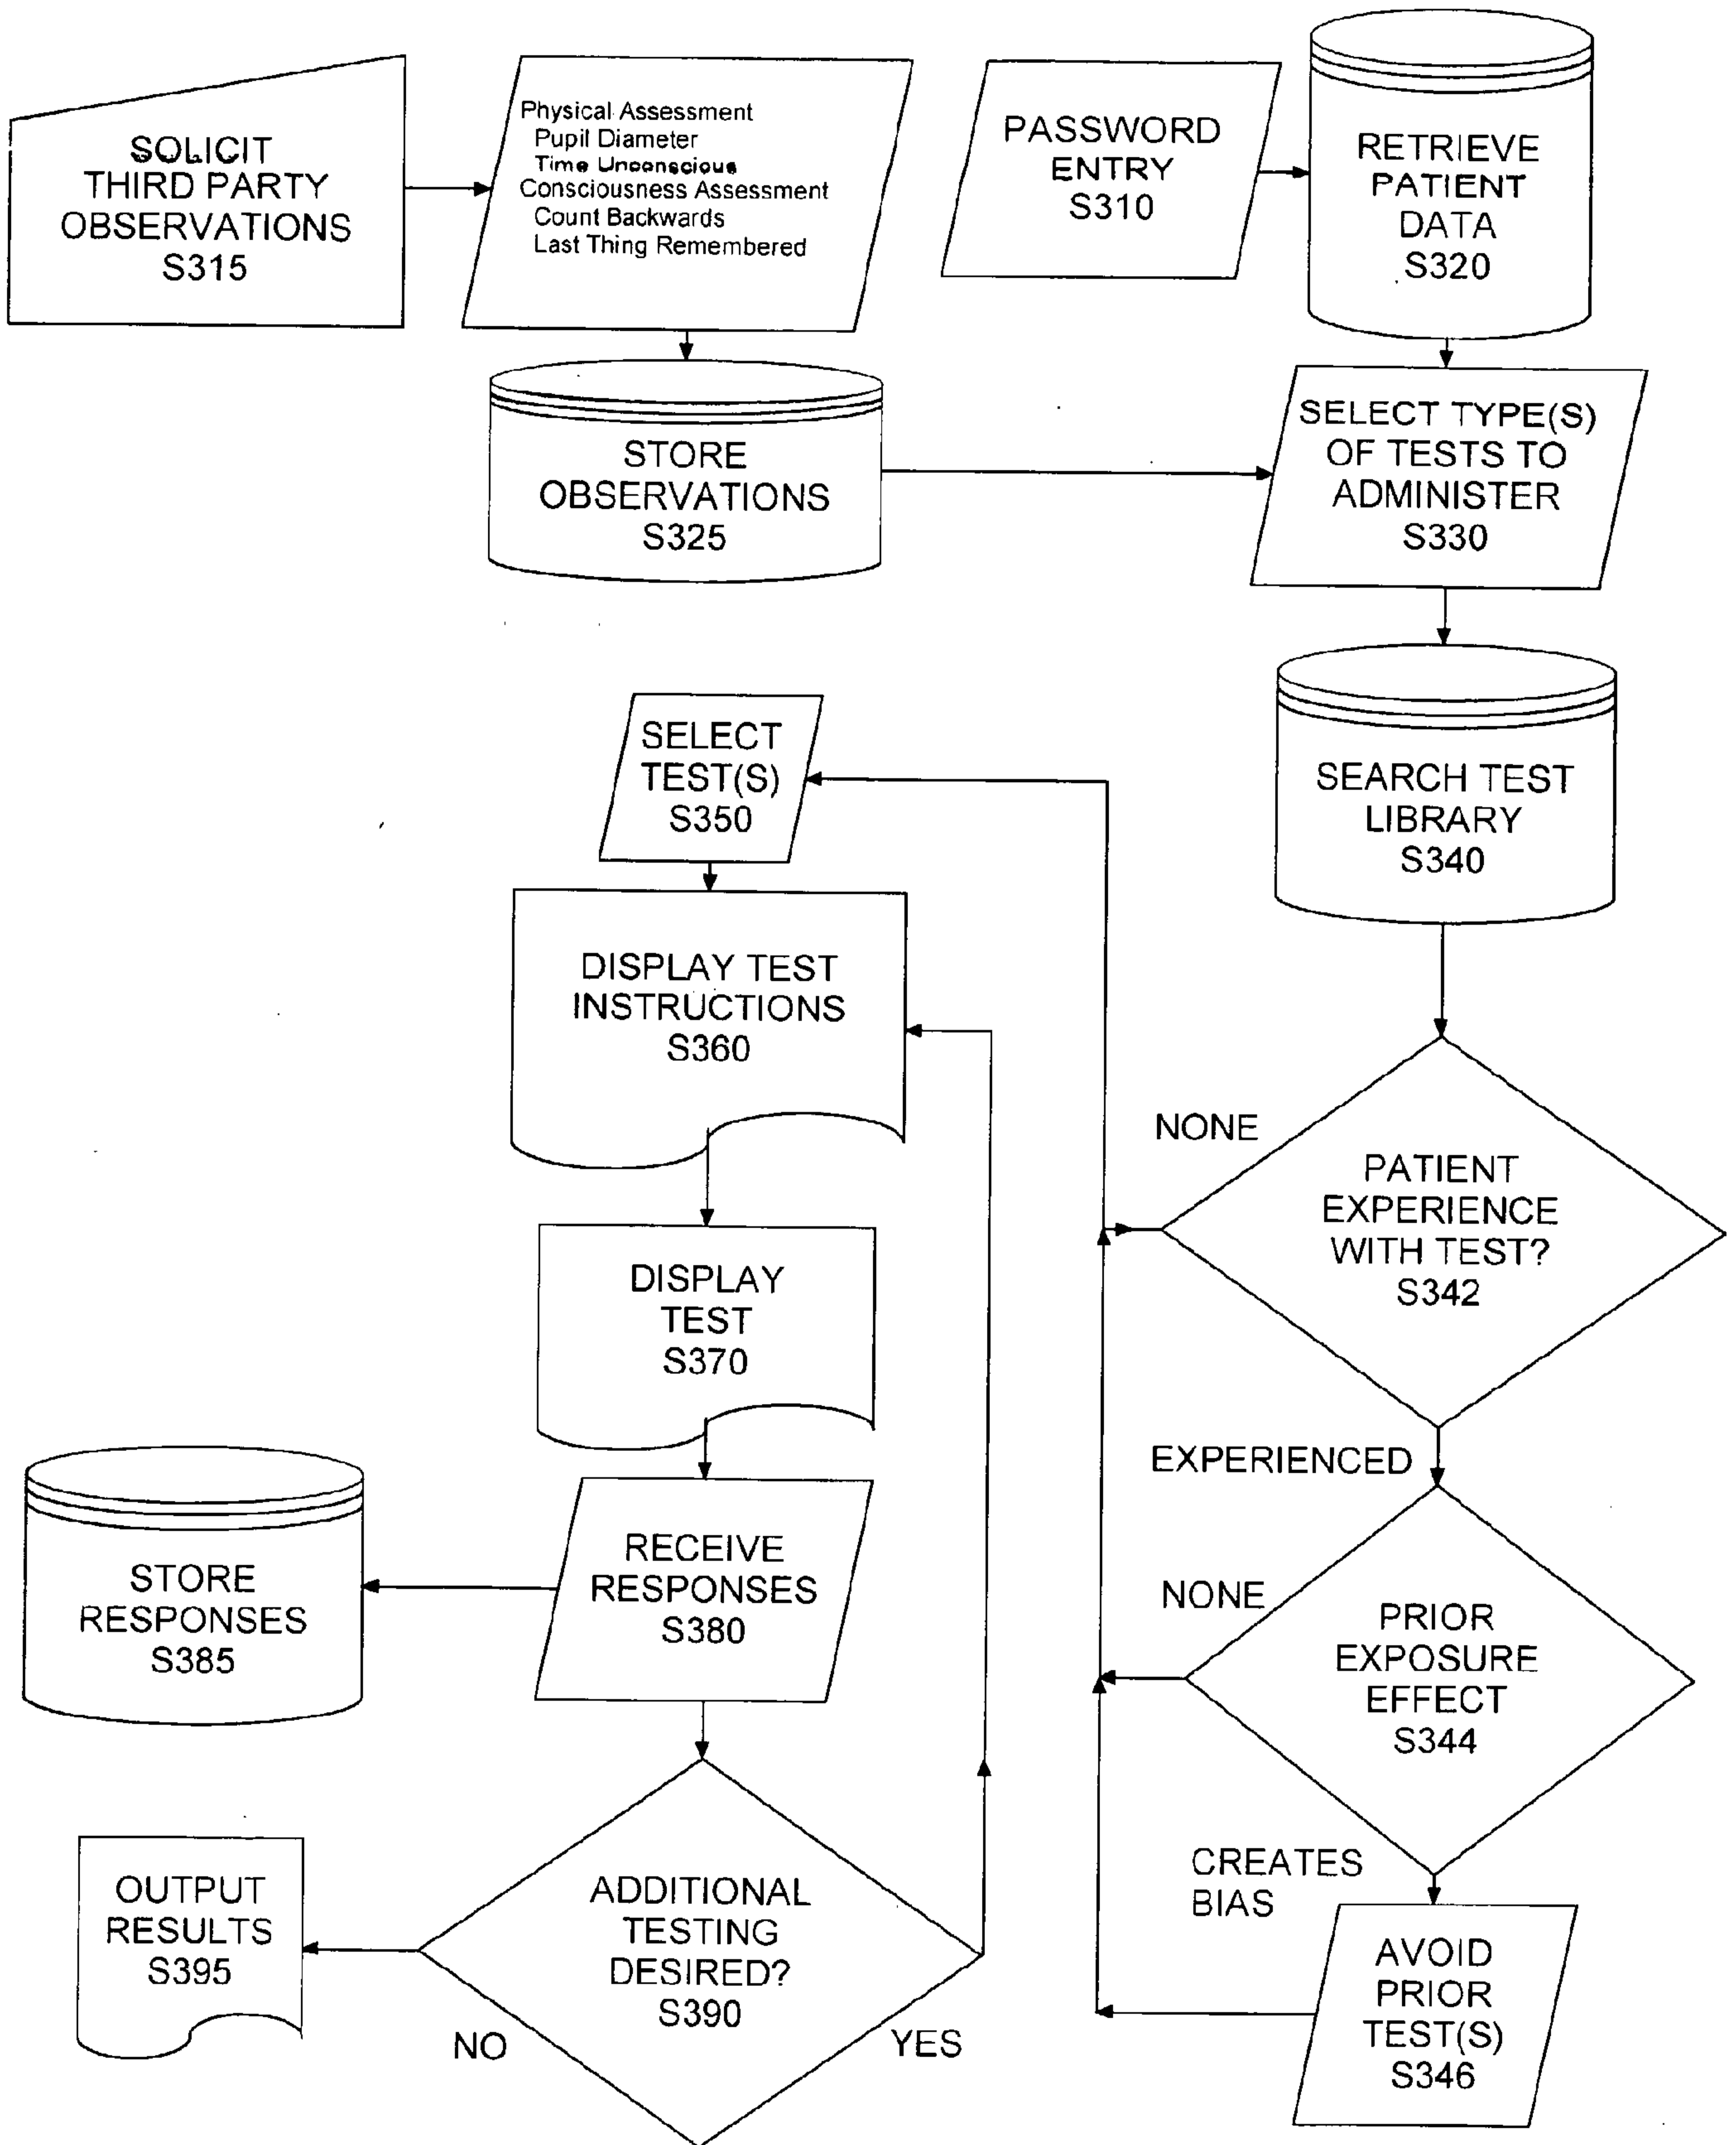 SOLICIT
THIRD PARTY
OBSERVATIONS
S315
Physical Assessment
Pupil Diameter
Time Unconscious
Consciousness Assessment
Count Backwards
Last Thing Remembered
PASSWORD
ENTRY
S310
RETRIEVE
PATIENT
DATA
S320
STORE
OBSERVATIONS
S325
SELECT TYPE(S)
OF TESTS TO
ADMINISTER
S330
SEARCH TEST
LIBRARY
S340
SELECT
TEST(S)
S350
DISPLAY TEST
INSTRUCTIONS
S360
NONE
PATIENT
EXPERIENCE
WITH TEST?
S342
DISPLAY
TEST
S370
EXPERIENCED
STORE
RESPONSES
S385
RECEIVE
RESPONSES
S380
NONE
PRIOR
EXPOSURE
EFFECT
S344
CREATES
BIAS
OUTPUT
RESULTS
S395
ADDITIONAL
TESTING
DESIRED?
S390
NO
YES
AVOID
PRIOR
TEST(S)
S346